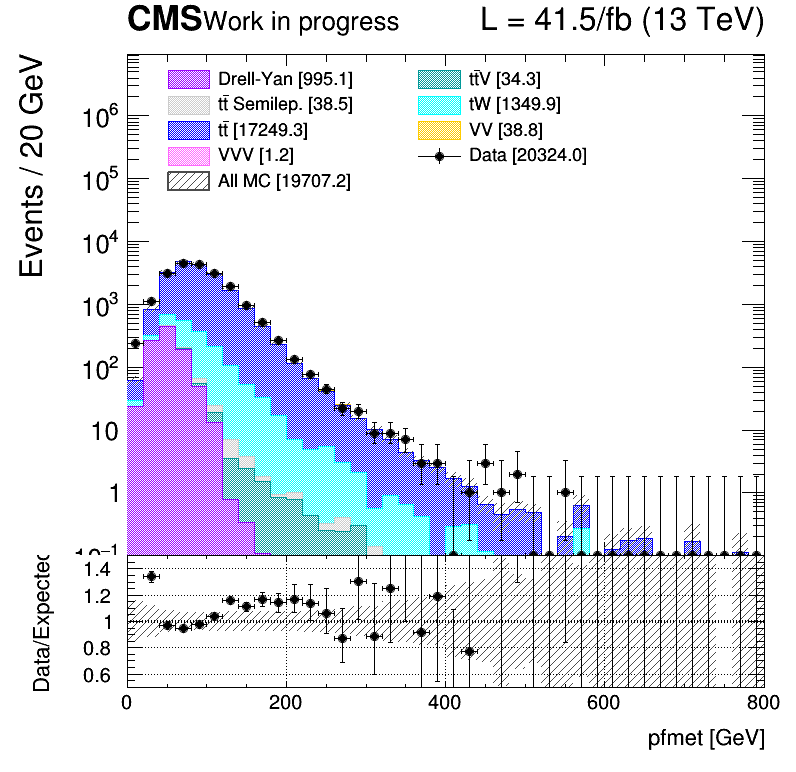 CMS Work in progress L = 41.5/fb (13 TeV)
Events / 20 GeV
Drell-Yan [995.1] tt̄V [34.3]
tt̄ Semilep. [38.5] tW [1349.9]
tt̄ [17249.3] VV [38.8]
VVV [1.2] Data [20324.0]
All MC [19707.2]
10⁶
10⁵
10⁴
10³
10²
10
1
10⁻¹
Data/Expected
1.4
1.2
1
0.8
0.6
0 200 400 600 800
pfmet [GeV]